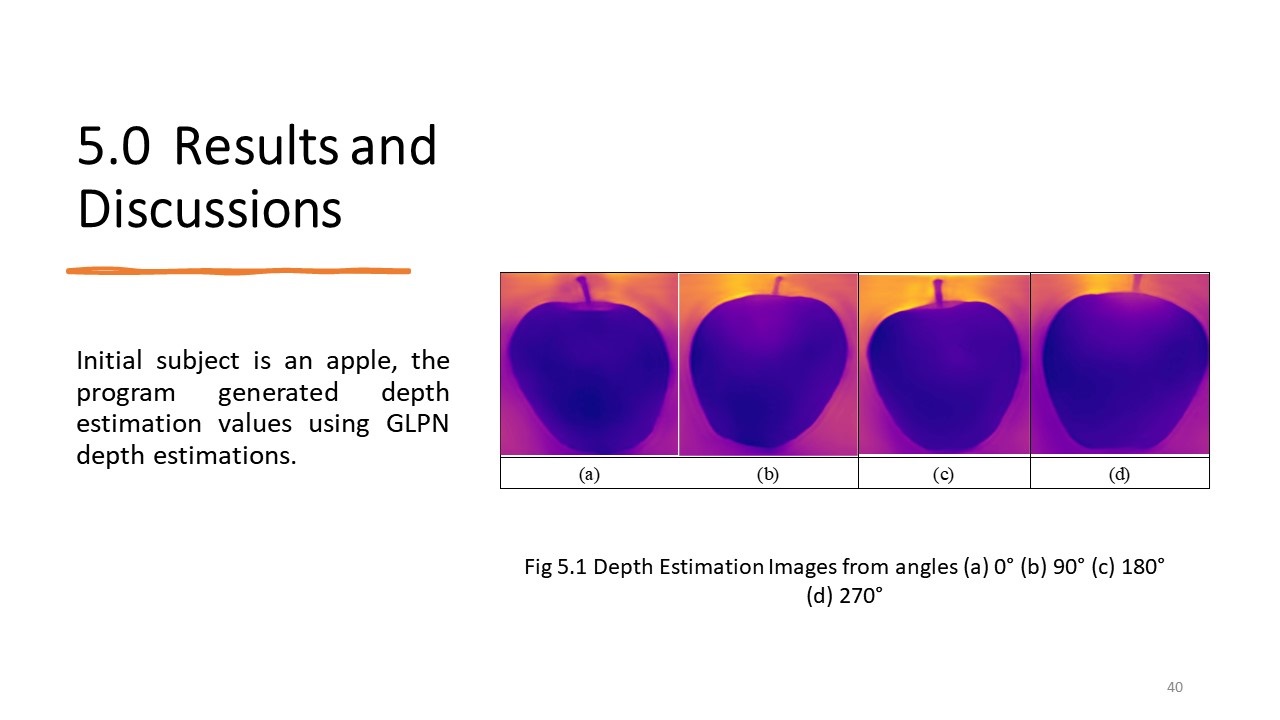 5.0 Results and
Discussions
Initial subject is an apple, the
program generated depth
estimation values using GLPN
depth estimations.
(a) (b) (c) (d)
Fig 5.1 Depth Estimation Images from angles (a) 0° (b) 90° (c) 180°
(d) 270°
40